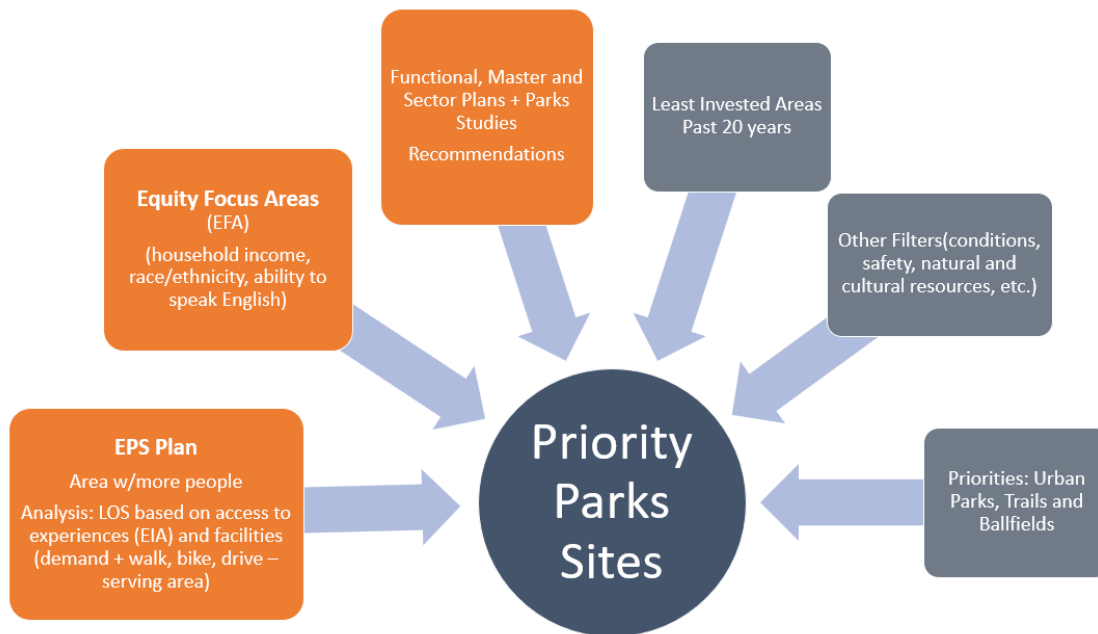 Functional, Master and
Sector Plans + Parks
Studies
Recommendations
Least Invested Areas
Past 20 years
Equity Focus Areas
(EFA)
(household income,
race/ethnicity, ability to
speak English)
Other Filters(conditions,
safety, natural and
cultural resources, etc.)
EPS Plan
Area w/more people
Analysis: LOS based on access to
experiences (EIA) and facilities
(demand + walk, bike, drive –
serving area)
Priority
Parks
Sites
Priorities: Urban
Parks, Trails and
Ballfields